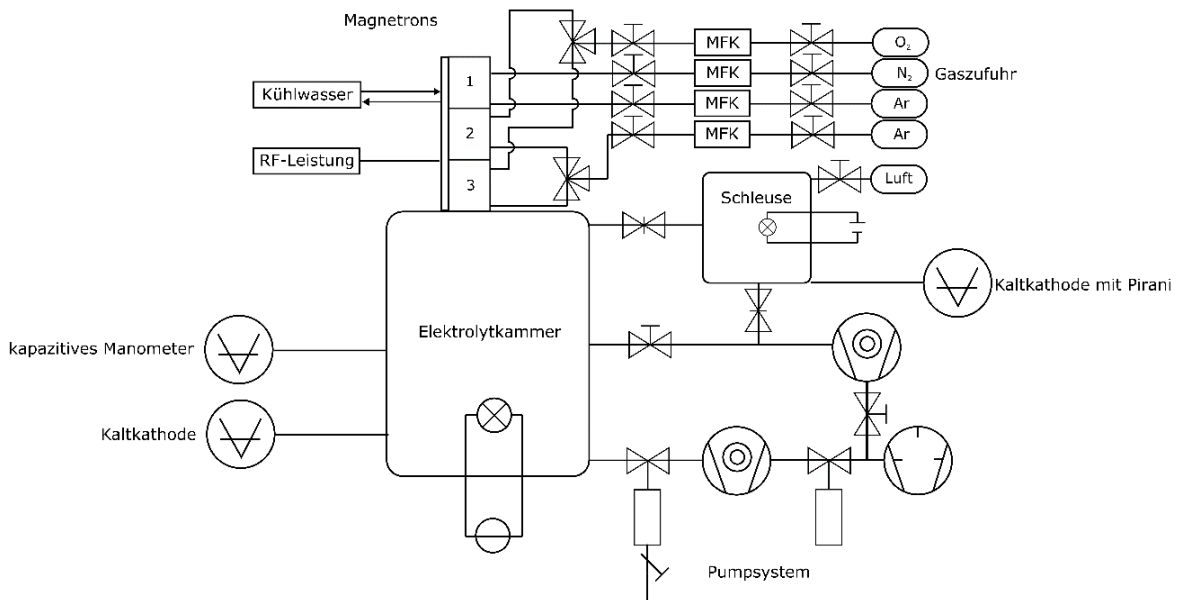 Magnetrons
MFK
O₂
1
MFK
N₂
Gaszufuhr
Kühlwasser
MFK
Ar
2
MFK
Ar
RF-Leistung
3
Luft
Schleuse
Kaltkathode mit Pirani
Elektrolytkammer
kapazitives Manometer
Kaltkathode
Pumpsystem